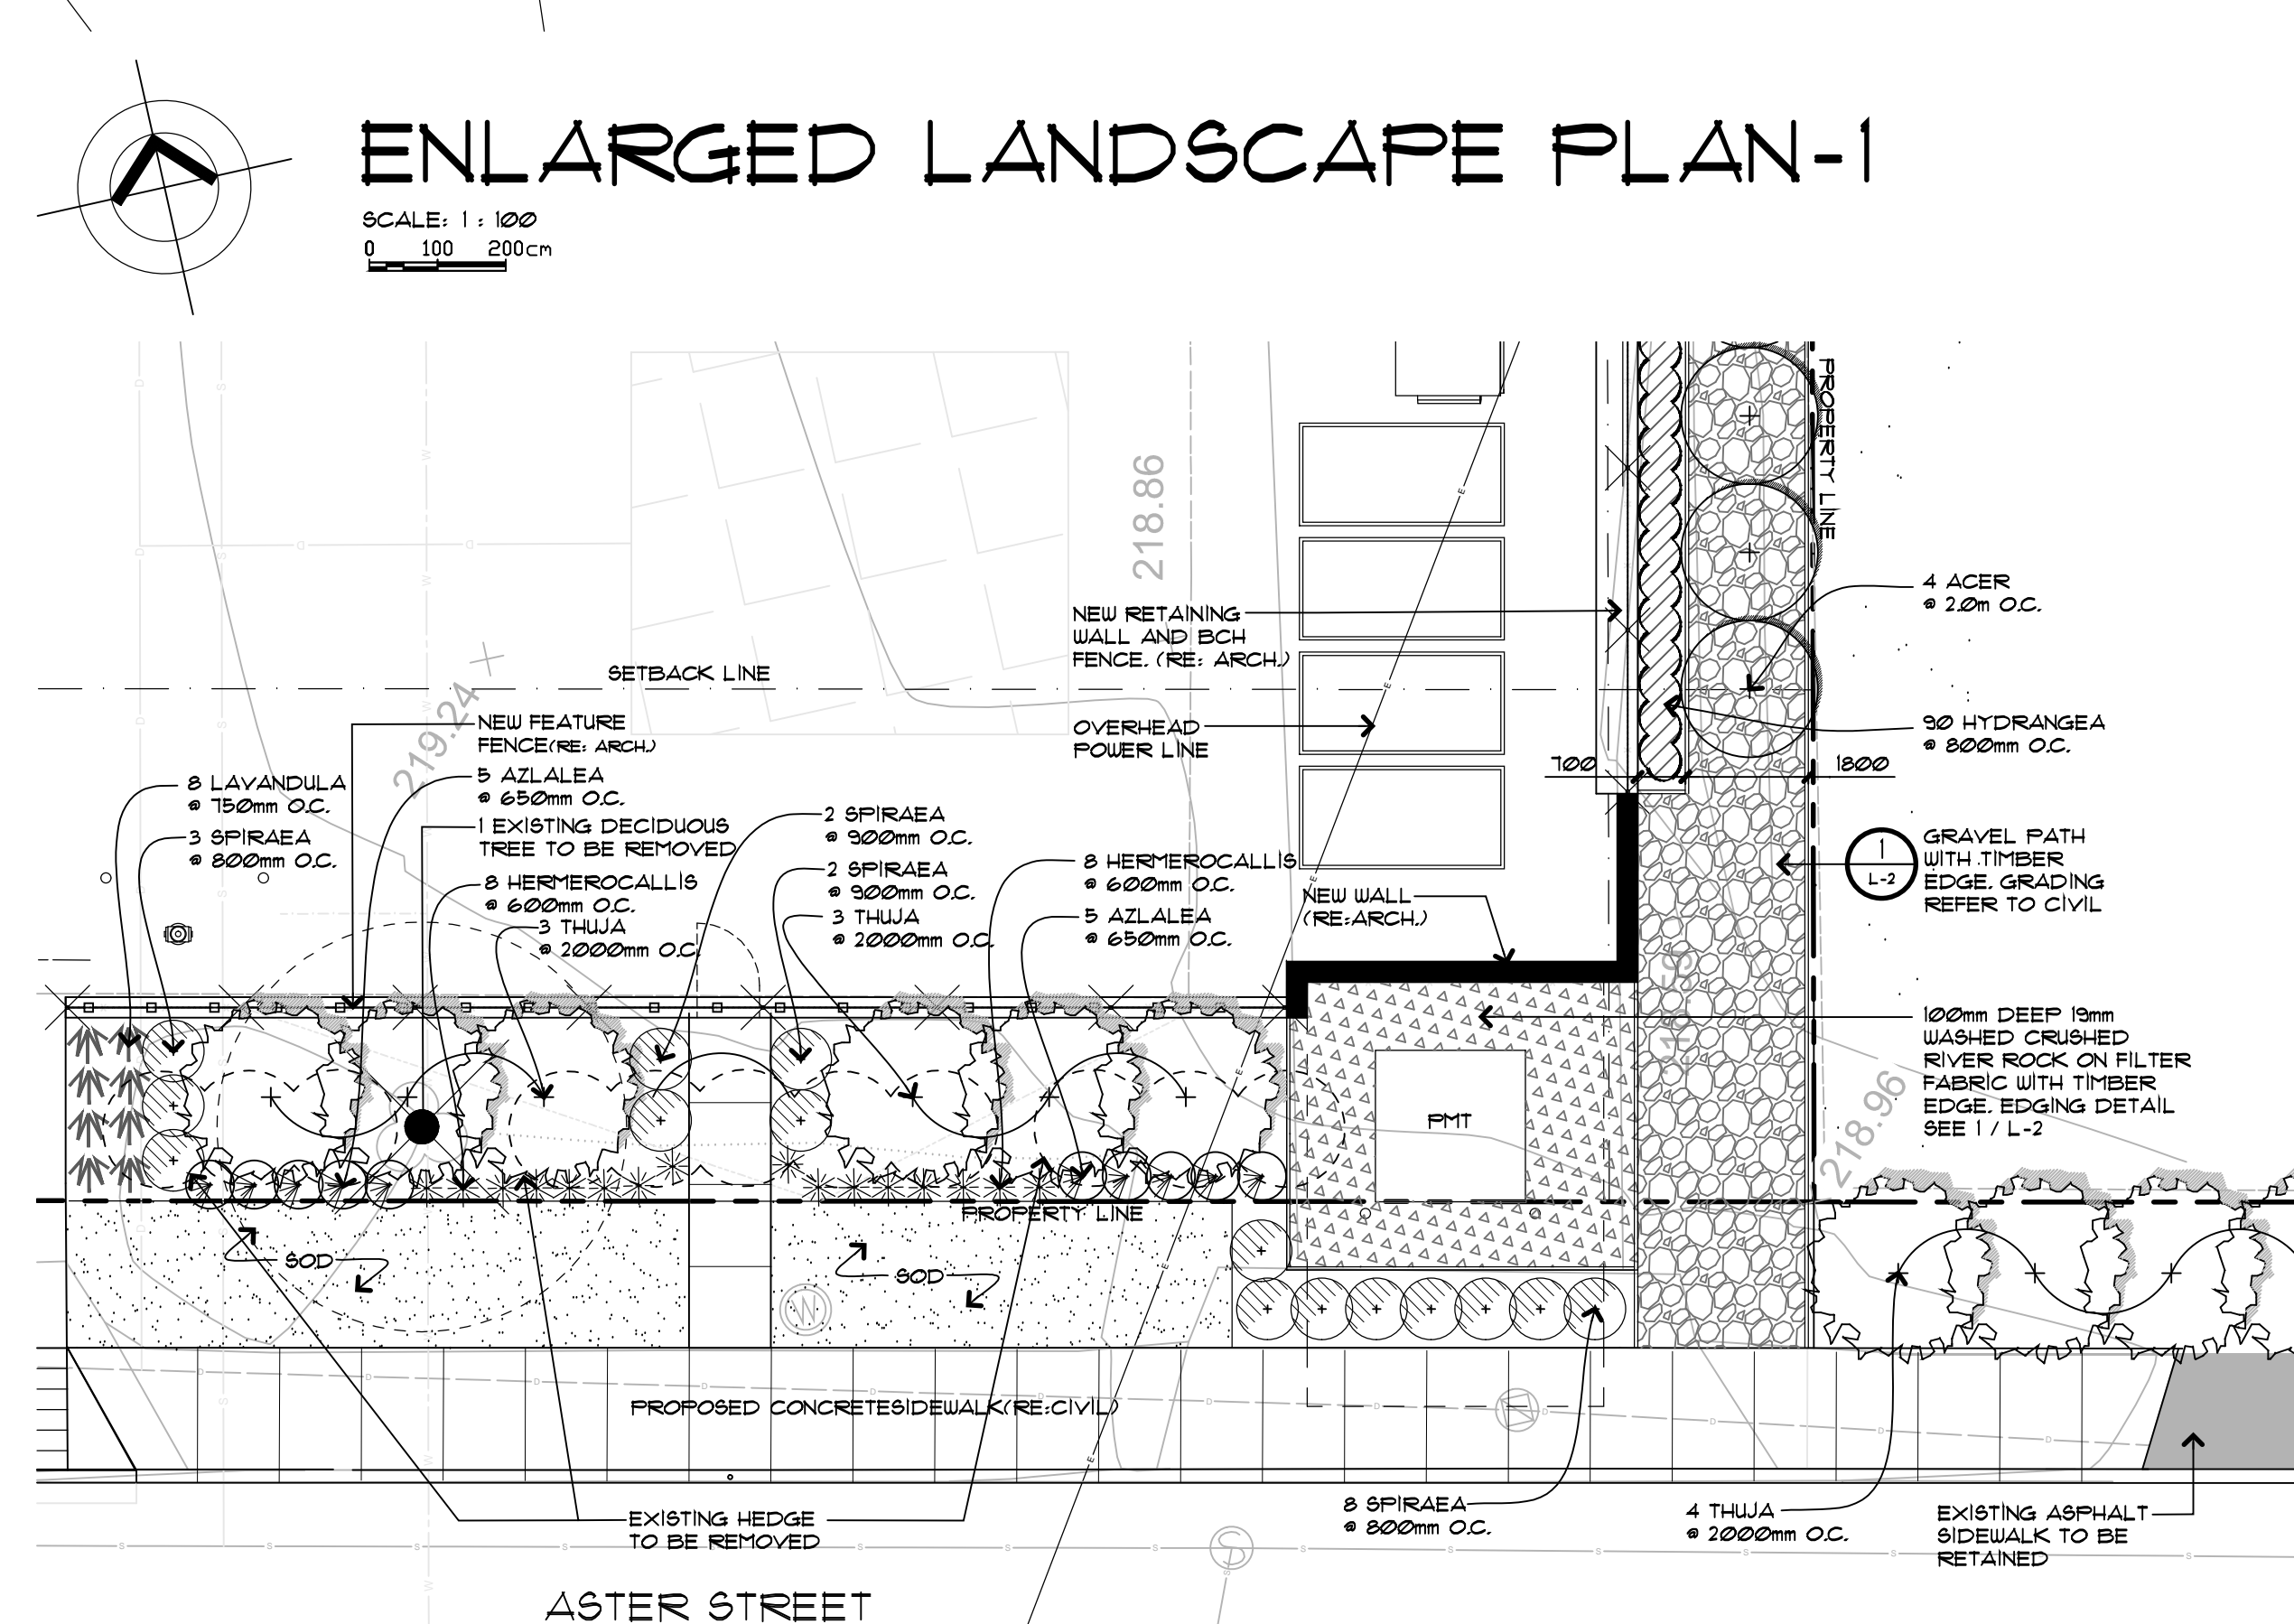 ENLARGED LANDSCAPE PLAN-1
SCALE: 1 : 100
0 100 200cm
PROPERTY LINE
218.86
4 ACER
@ 2.0m O.C.
NEW RETAINING
WALL AND BCH
FENCE. (RE: ARCH.)
SETBACK LINE
219.24
NEW FEATURE
FENCE(RE: ARCH.)
OVERHEAD
POWER LINE
90 HYDRANGEA
@ 800mm O.C.
700
1800
8 LAVANDULA
@ 750mm O.C.
5 AZLALEA
@ 650mm O.C.
3 SPIRAEA
@ 800mm O.C.
1 EXISTING DECIDUOUS
TREE TO BE REMOVED
2 SPIRAEA
@ 900mm O.C.
2 SPIRAEA
@ 900mm O.C.
8 HERMEROCALLIS
@ 600mm O.C.
8 HERMEROCALLIS
@ 600mm O.C.
3 THUJA
@ 2000mm O.C.
3 THUJA
@ 2000mm O.C.
5 AZLALEA
@ 650mm O.C.
NEW WALL
(RE:ARCH.)
1
L-2
GRAVEL PATH
WITH TIMBER
EDGE. GRADING
REFER TO CIVIL
100mm DEEP 19mm
WASHED CRUSHED
RIVER ROCK ON FILTER
FABRIC WITH TIMBER
EDGE. EDGING DETAIL
SEE 1 / L-2
218.96
PMT
PROPERTY LINE
SOD
SOD
PROPOSED CONCRETESIDEWALK(RE:CIVIL)
EXISTING HEDGE
TO BE REMOVED
8 SPIRAEA
@ 800mm O.C.
4 THUJA
@ 2000mm O.C.
EXISTING ASPHALT
SIDEWALK TO BE
RETAINED
ASTER STREET